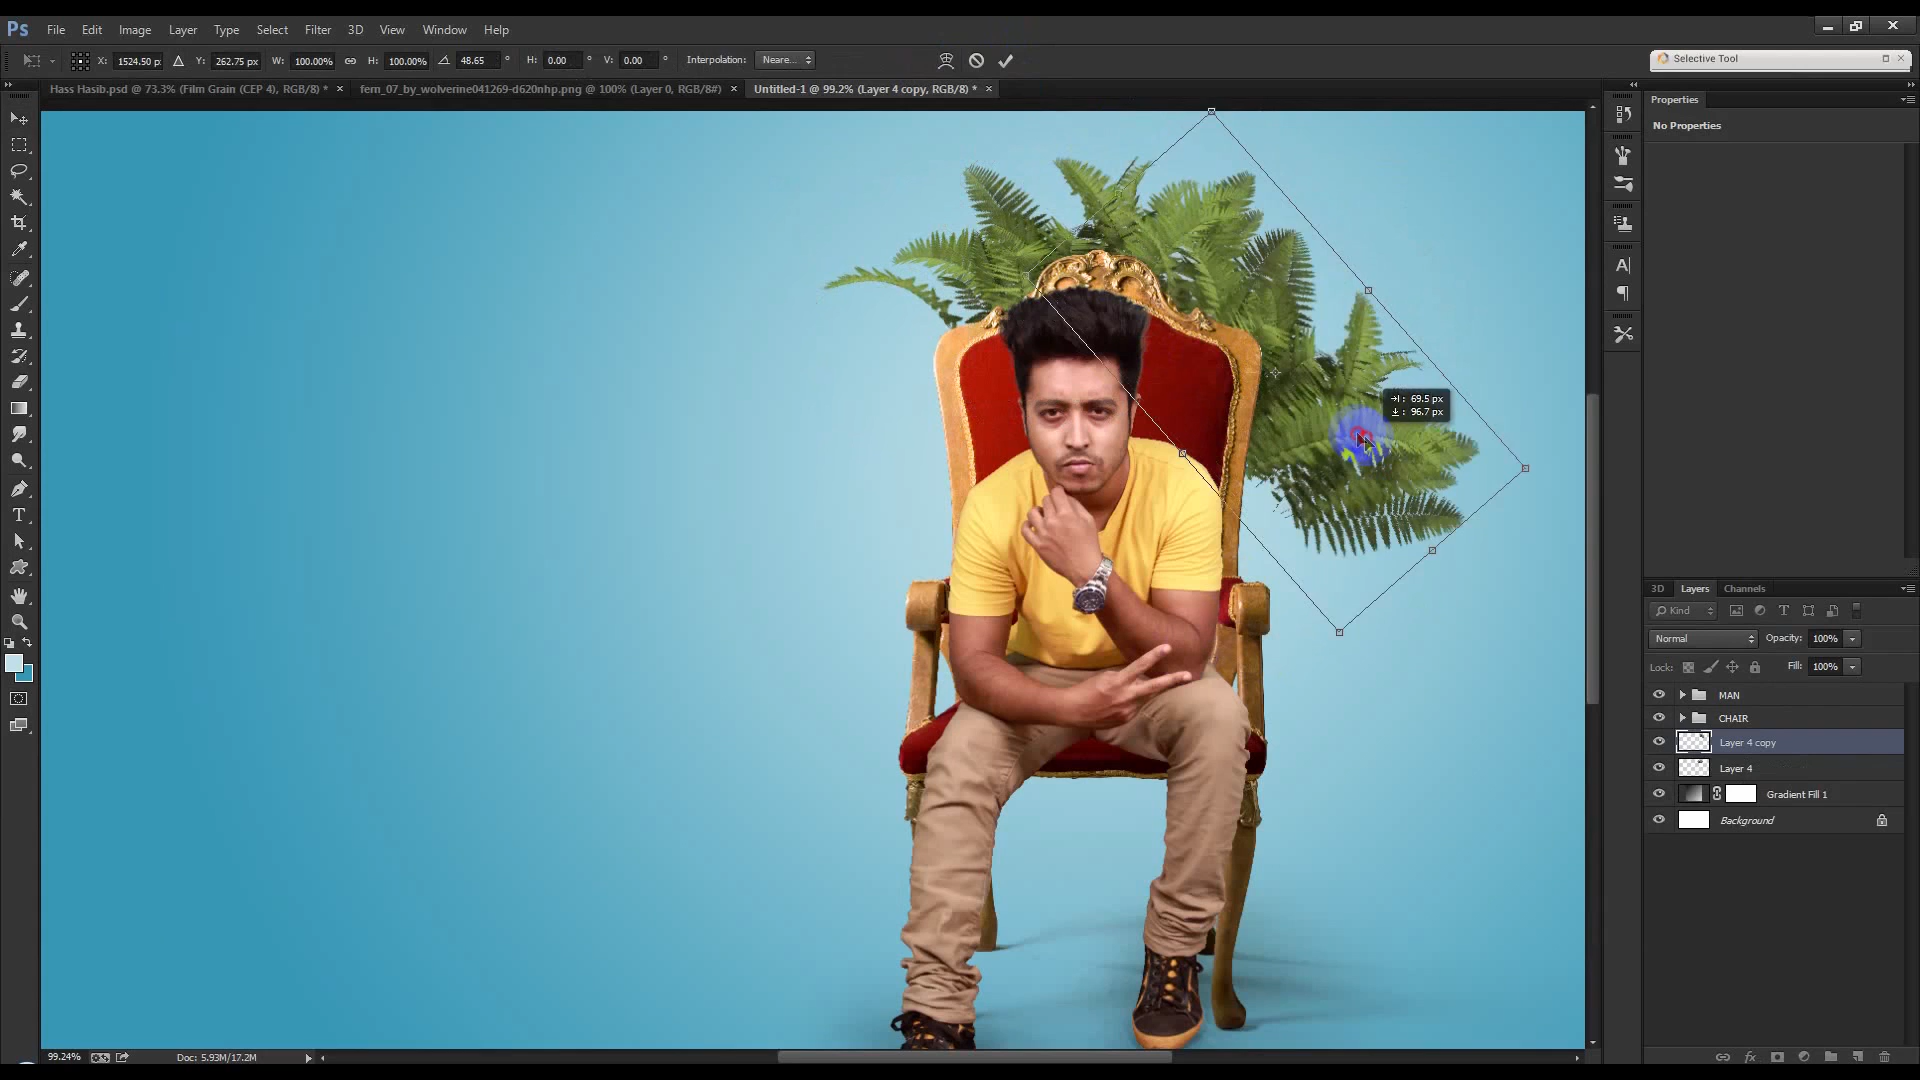 Ps File Edit Image Layer Type Select Filter 3D View Window Help
X: 1524.50 p Y: 262.75 px W: 100.00% H: 100.00% 48.65 ° H: 0.00 ° V: 0.00 ° Interpolation: Neare...
Selective Tool
Hass Hasib.psd @ 73.3% (Film Grain (CEP 4), RGB/8) * ×
fern_07_by_wolverine041269-d620nhp.png @ 100% (Layer 0, RGB/8#) ×
Untitled-1 @ 99.2% (Layer 4 copy, RGB/8) * ×
Properties
No Properties
: 69.5 px
: 96.7 px
3D Layers Channels
Kind
Normal Opacity: 100%
Lock: Fill: 100%
MAN
CHAIR
Layer 4 copy
Layer 4
Gradient Fill 1
Background
99.24% Doc: 5.93M/17.2M